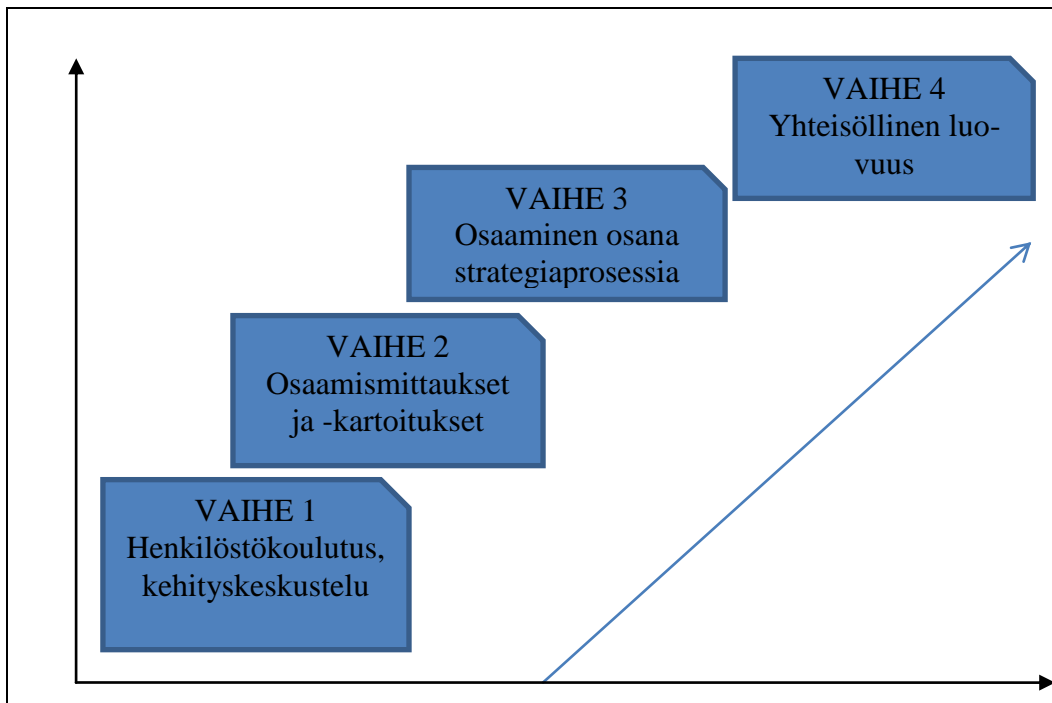 VAIHE 4
Yhteisöllinen luo-
vuus
VAIHE 3
Osaaminen osana
strategiaprosessia
VAIHE 2
Osaamismittaukset
ja -kartoitukset
VAIHE 1
Henkilöstökoulutus,
kehityskeskustelu